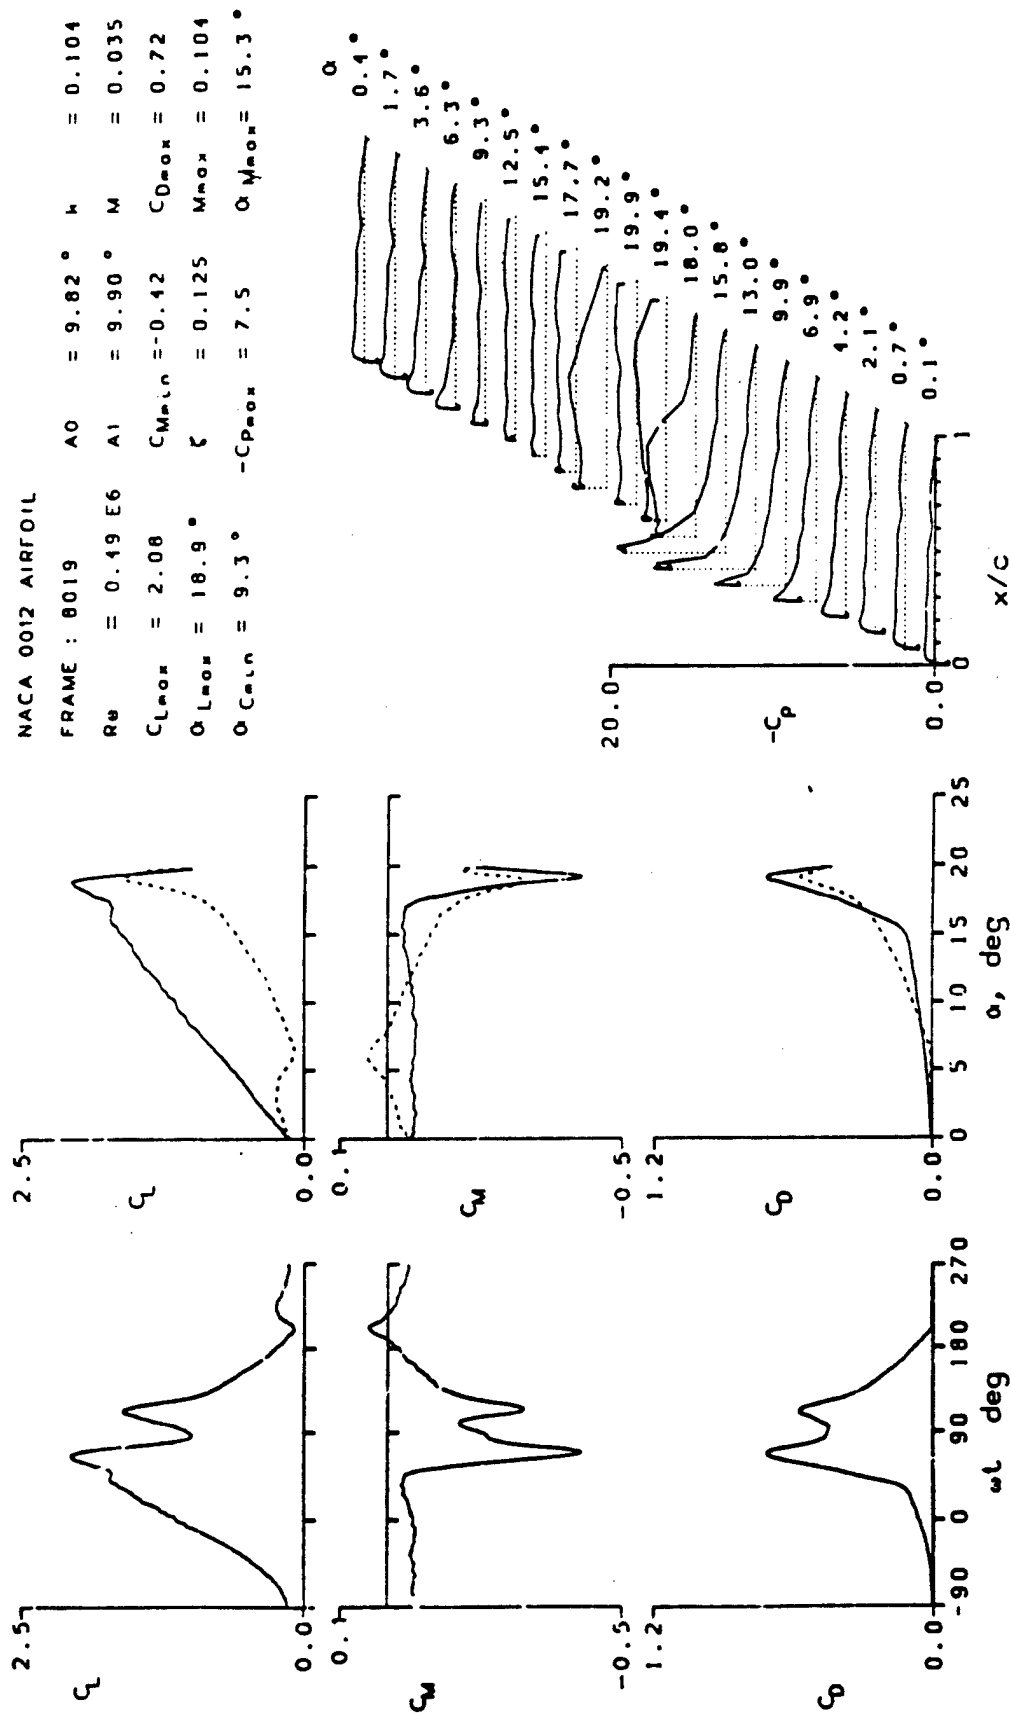 NACA 0012 AIRFOIL
FRAME : 8019 A0 = 9.82 ° k = 0.104
Re = 0.49 E6 A1 = 9.90 ° M = 0.035
CLmax = 2.08 CMmin =-0.42 CDmax = 0.72
αLmax = 18.9 ° ζ = 0.125 Mmax = 0.104
αCmin = 9.3 ° -CPmax = 7.5 αMmax= 15.3 °
2.5
CL
0.0
0.1
CM
-0.5
1.2
CD
0.0
-90 0 90 180 270
ωt deg
2.5
CL
0.0
0.1
CM
-0.5
1.2
CD
0.0
0 5 10 15 20 25
α, deg
α
0.4 °
1.7 °
3.6 °
6.3 °
9.3 °
12.5 °
15.4 °
17.7 °
19.2 °
19.9 °
19.4 °
18.0 °
15.8 °
13.0 °
9.9 °
6.9 °
4.2 °
2.1 °
0.7 °
0.1 °
20.0
-CP
0.0
0 1
x/c